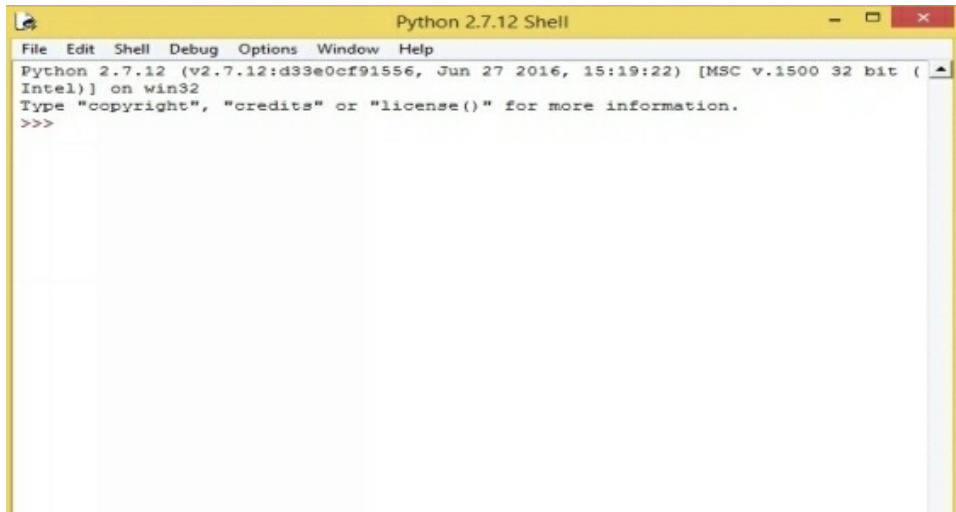 Python 2.7.12 Shell
File Edit Shell Debug Options Window Help
Python 2.7.12 (v2.7.12:d33e0cf91556, Jun 27 2016, 15:19:22) [MSC v.1500 32 bit (
Intel)] on win32
Type "copyright", "credits" or "license()" for more information.
>>>